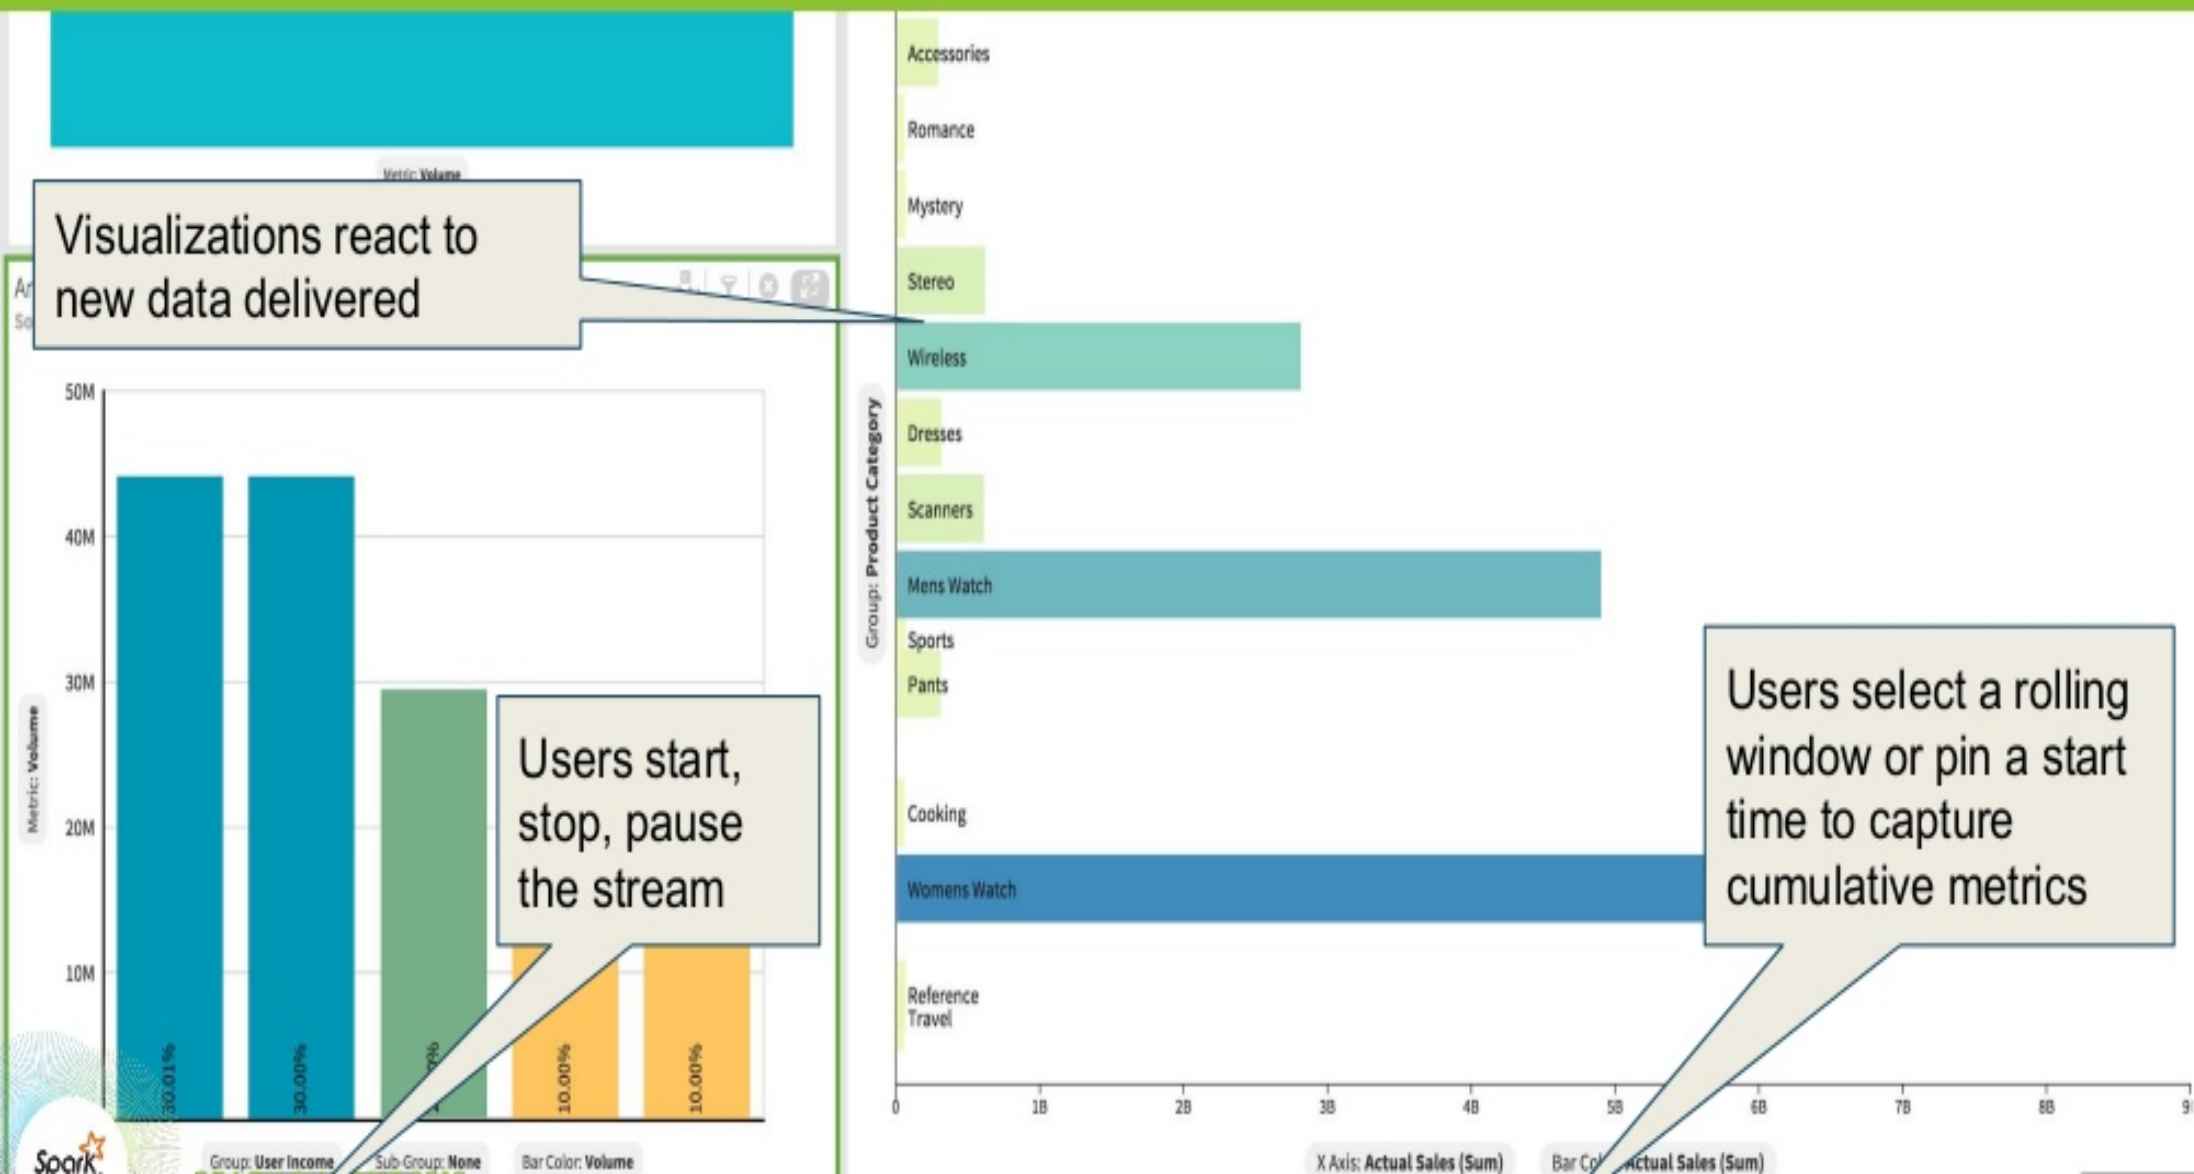 Metric: Volume
Visualizations react to
new data delivered
50M
40M
30M
20M
10M
Metric: Volume
30.01%
30.00%
10.00%
10.00%
Users start,
stop, pause
the stream
Group: User Income
Sub-Group: None
Bar Color: Volume
Spark
Group: Product Category
Accessories
Romance
Mystery
Stereo
Wireless
Dresses
Scanners
Mens Watch
Sports
Pants
Cooking
Womens Watch
Reference
Travel
Users select a rolling
window or pin a start
time to capture
cumulative metrics
0
1B
2B
3B
4B
5B
6B
7B
8B
X Axis: Actual Sales (Sum)
Actual Sales (Sum)